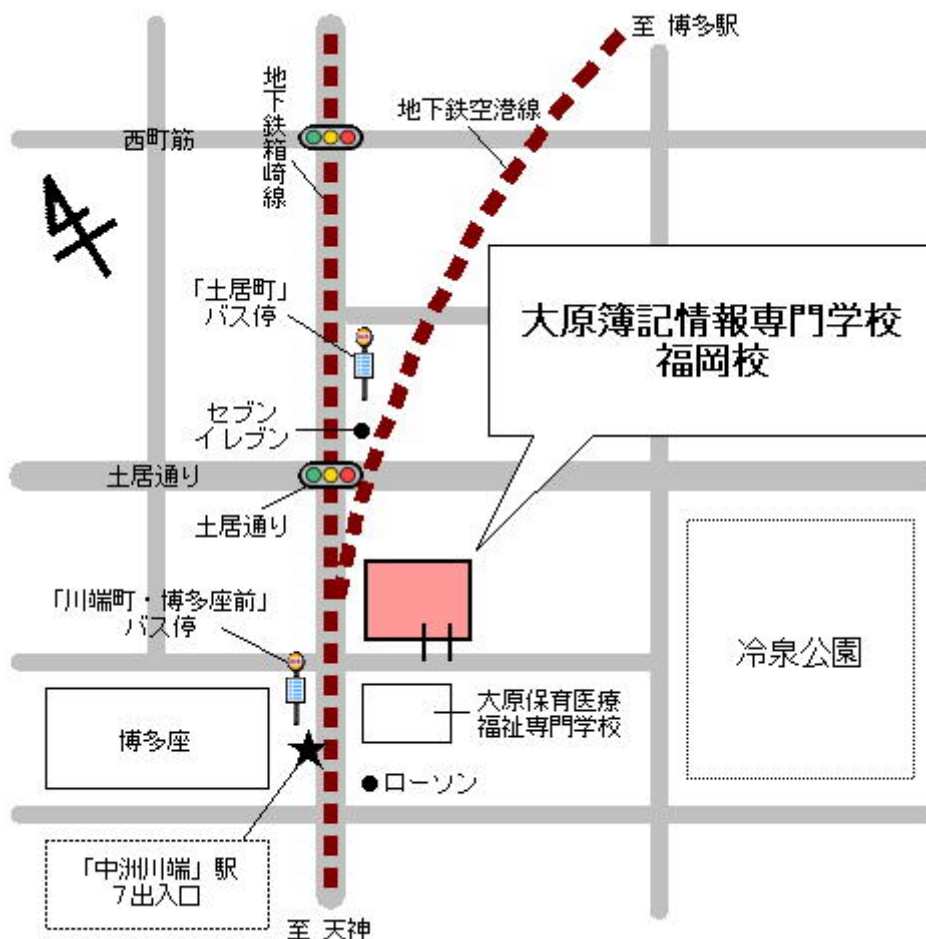 至 博多駅
地下鉄箱崎線
地下鉄空港線
西町筋
「土居町」
バス停
大原簿記情報専門学校
福岡校
セブン
イレブン
土居通り
土居通り
「川端町・博多座前」
バス停
冷泉公園
大原保育医療
福祉専門学校
博多座
ローソン
「中洲川端」駅
7出入口
至 天神